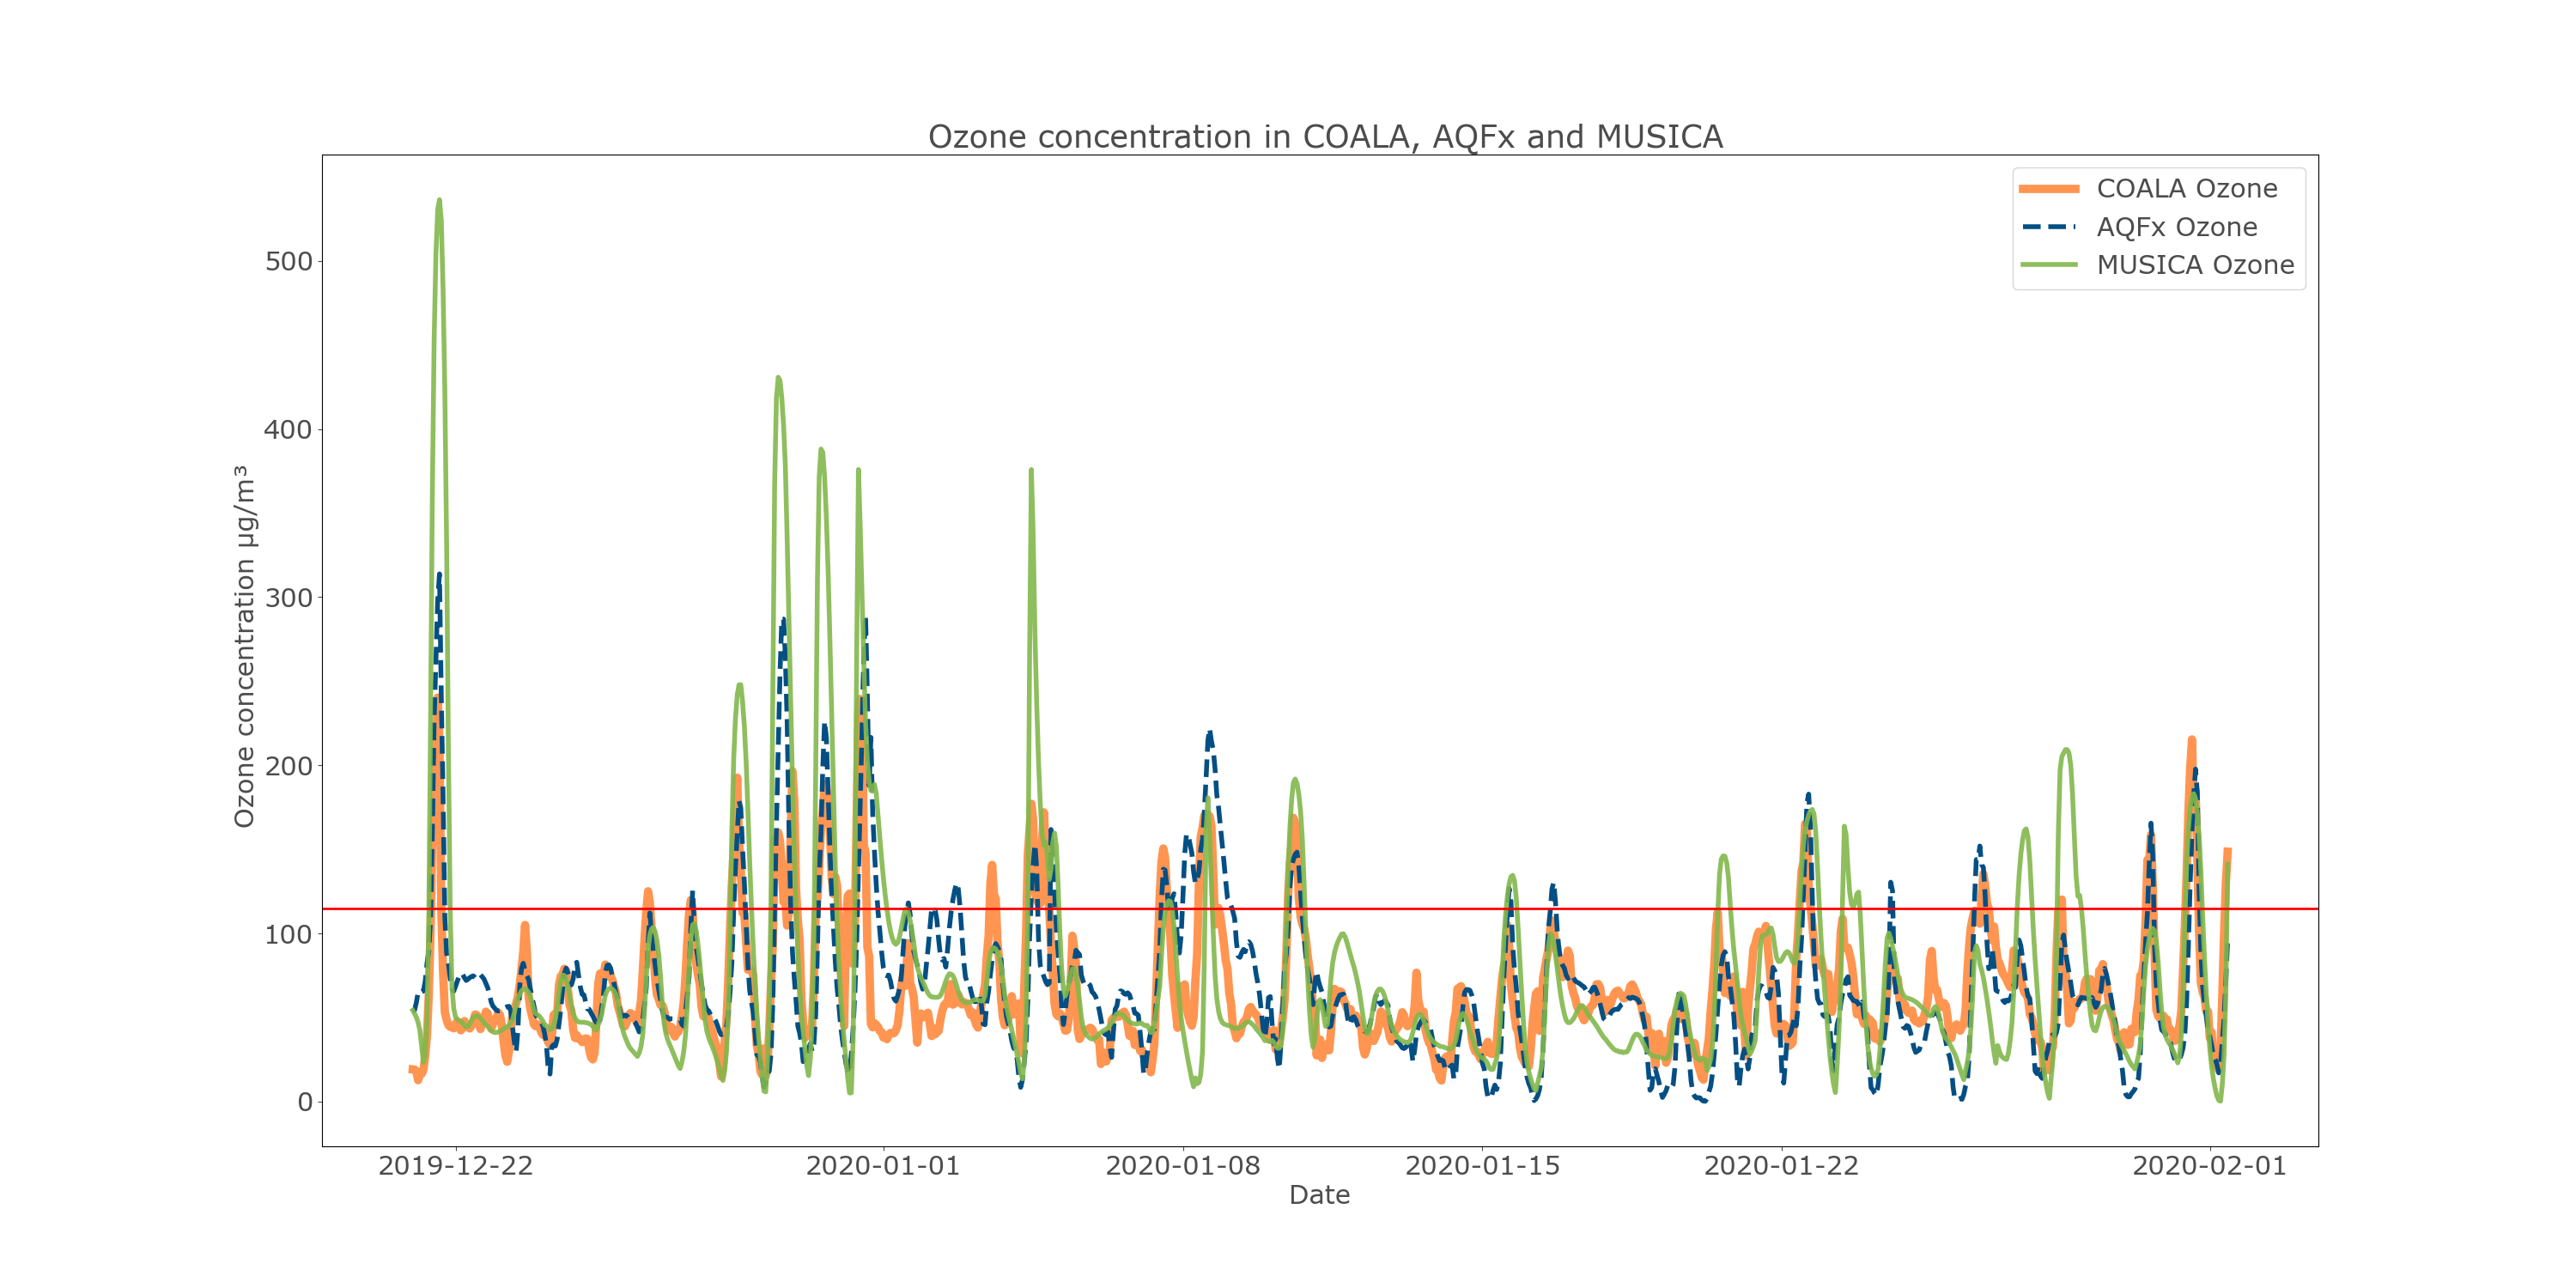 Ozone concentration in COALA, AQFx and MUSICA
COALA Ozone
AQFx Ozone
MUSICA Ozone
Ozone concentration µg/m³
500
400
300
200
100
0
2019-12-22
2020-01-01
2020-01-08
2020-01-15
2020-01-22
2020-02-01
Date